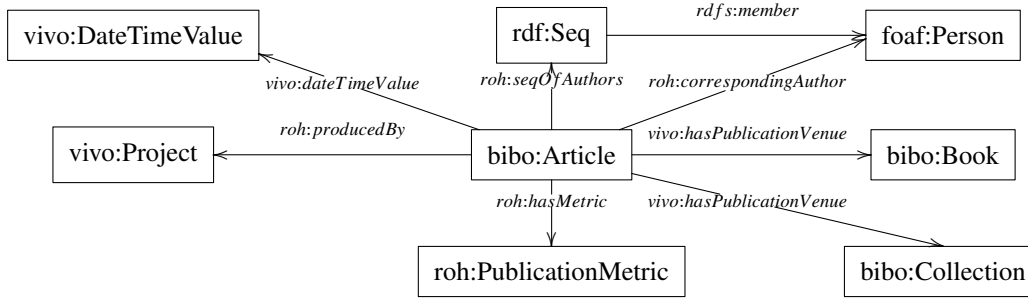 rdfs:member
vivo:DateTimeValue
rdf:Seq
foaf:Person
vivo:dateTimeValue
roh:seqOfAuthors
roh:correspondingAuthor
roh:producedBy
vivo:hasPublicationVenue
vivo:Project
bibo:Article
bibo:Book
roh:hasMetric
vivo:hasPublicationVenue
roh:PublicationMetric
bibo:Collection